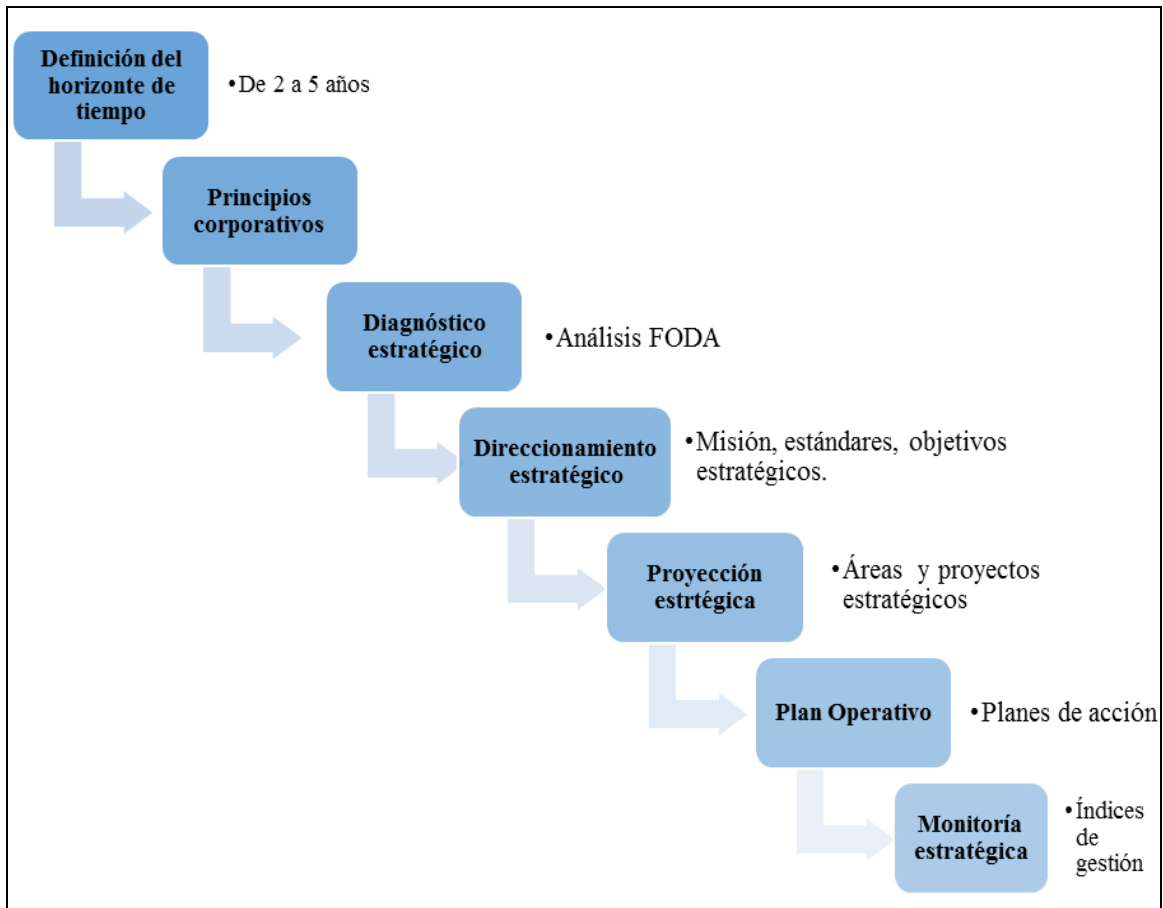 Definición del
horizonte de
tiempo
•De 2 a 5 años
Principios
corporativos
Diagnóstico
estratégico
•Análisis FODA
Direccionamiento
estratégico
•Misión, estándares, objetivos
estratégicos.
Proyección
estrtégica
•Áreas y proyectos
estratégicos
Plan Operativo
•Planes de acción
Monitoría
estratégica
•Índices
de
gestión